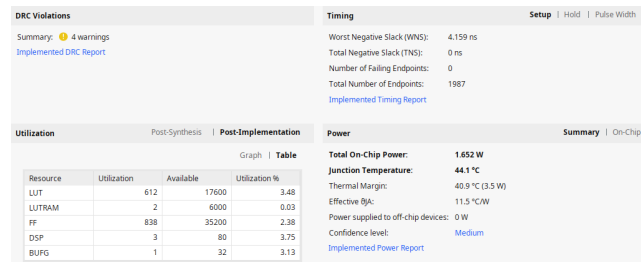 DRC Violations
Summary: 4 warnings
Implemented DRC Report
Timing Setup | Hold | Pulse Width
Worst Negative Slack (WNS): 4.159 ns
Total Negative Slack (TNS): 0 ns
Number of Failing Endpoints: 0
Total Number of Endpoints: 1987
Implemented Timing Report
Utilization Post-Synthesis | Post-Implementation
Graph | Table
Resource Utilization Available Utilization %
LUT 612 17600 3.48
LUTRAM 2 6000 0.03
FF 838 35200 2.38
DSP 3 80 3.75
BUFG 1 32 3.13
Power Summary | On-Chip
Total On-Chip Power: 1.652 W
Junction Temperature: 44.1 °C
Thermal Margin: 40.9 °C (3.5 W)
Effective θJA: 11.5 °C/W
Power supplied to off-chip devices: 0 W
Confidence level: Medium
Implemented Power Report